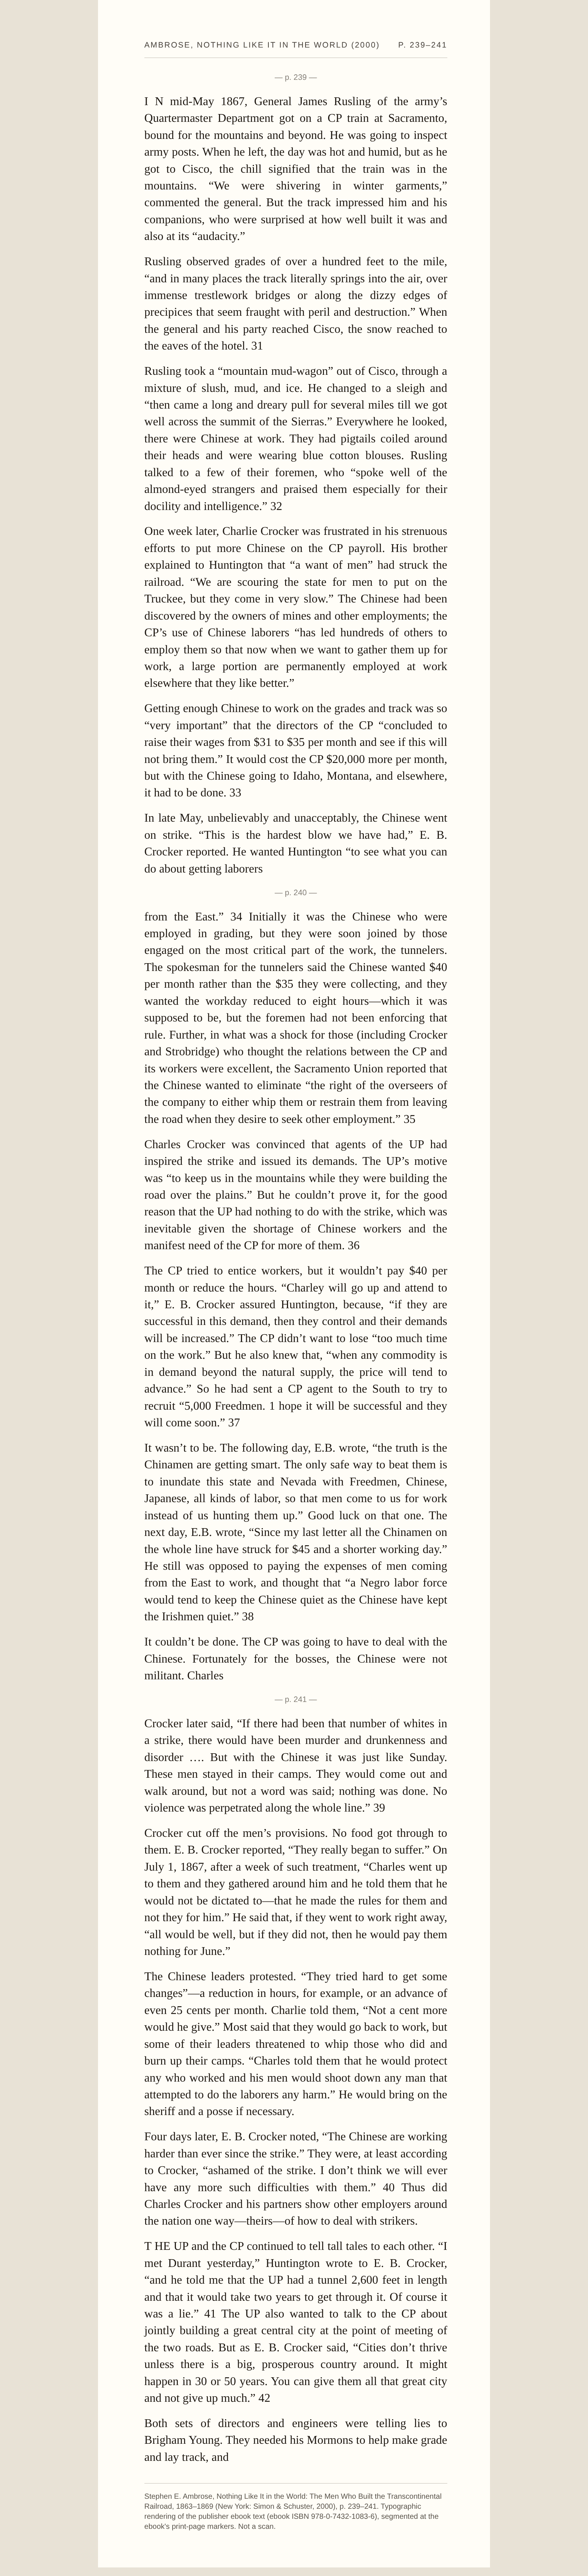 AMBROSE, NOTHING LIKE IT IN THE WORLD (2000) P. 239–241
— p. 239 —
I N mid-May 1867, General James Rusling of the army’s
Quartermaster Department got on a CP train at Sacramento,
bound for the mountains and beyond. He was going to inspect
army posts. When he left, the day was hot and humid, but as he
got to Cisco, the chill signified that the train was in the
mountains. “We were shivering in winter garments,”
commented the general. But the track impressed him and his
companions, who were surprised at how well built it was and
also at its “audacity.”
Rusling observed grades of over a hundred feet to the mile,
“and in many places the track literally springs into the air, over
immense trestlework bridges or along the dizzy edges of
precipices that seem fraught with peril and destruction.” When
the general and his party reached Cisco, the snow reached to
the eaves of the hotel. 31
Rusling took a “mountain mud-wagon” out of Cisco, through a
mixture of slush, mud, and ice. He changed to a sleigh and
“then came a long and dreary pull for several miles till we got
well across the summit of the Sierras.” Everywhere he looked,
there were Chinese at work. They had pigtails coiled around
their heads and were wearing blue cotton blouses. Rusling
talked to a few of their foremen, who “spoke well of the
almond-eyed strangers and praised them especially for their
docility and intelligence.” 32
One week later, Charlie Crocker was frustrated in his strenuous
efforts to put more Chinese on the CP payroll. His brother
explained to Huntington that “a want of men” had struck the
railroad. “We are scouring the state for men to put on the
Truckee, but they come in very slow.” The Chinese had been
discovered by the owners of mines and other employments; the
CP’s use of Chinese laborers “has led hundreds of others to
employ them so that now when we want to gather them up for
work, a large portion are permanently employed at work
elsewhere that they like better.”
Getting enough Chinese to work on the grades and track was so
“very important” that the directors of the CP “concluded to
raise their wages from $31 to $35 per month and see if this will
not bring them.” It would cost the CP $20,000 more per month,
but with the Chinese going to Idaho, Montana, and elsewhere,
it had to be done. 33
In late May, unbelievably and unacceptably, the Chinese went
on strike. “This is the hardest blow we have had,” E. B.
Crocker reported. He wanted Huntington “to see what you can
do about getting laborers
— p. 240 —
from the East.” 34 Initially it was the Chinese who were
employed in grading, but they were soon joined by those
engaged on the most critical part of the work, the tunnelers.
The spokesman for the tunnelers said the Chinese wanted $40
per month rather than the $35 they were collecting, and they
wanted the workday reduced to eight hours—which it was
supposed to be, but the foremen had not been enforcing that
rule. Further, in what was a shock for those (including Crocker
and Strobridge) who thought the relations between the CP and
its workers were excellent, the Sacramento Union reported that
the Chinese wanted to eliminate “the right of the overseers of
the company to either whip them or restrain them from leaving
the road when they desire to seek other employment.” 35
Charles Crocker was convinced that agents of the UP had
inspired the strike and issued its demands. The UP’s motive
was “to keep us in the mountains while they were building the
road over the plains.” But he couldn’t prove it, for the good
reason that the UP had nothing to do with the strike, which was
inevitable given the shortage of Chinese workers and the
manifest need of the CP for more of them. 36
The CP tried to entice workers, but it wouldn’t pay $40 per
month or reduce the hours. “Charley will go up and attend to
it,” E. B. Crocker assured Huntington, because, “if they are
successful in this demand, then they control and their demands
will be increased.” The CP didn’t want to lose “too much time
on the work.” But he also knew that, “when any commodity is
in demand beyond the natural supply, the price will tend to
advance.” So he had sent a CP agent to the South to try to
recruit “5,000 Freedmen. 1 hope it will be successful and they
will come soon.” 37
It wasn’t to be. The following day, E.B. wrote, “the truth is the
Chinamen are getting smart. The only safe way to beat them is
to inundate this state and Nevada with Freedmen, Chinese,
Japanese, all kinds of labor, so that men come to us for work
instead of us hunting them up.” Good luck on that one. The
next day, E.B. wrote, “Since my last letter all the Chinamen on
the whole line have struck for $45 and a shorter working day.”
He still was opposed to paying the expenses of men coming
from the East to work, and thought that “a Negro labor force
would tend to keep the Chinese quiet as the Chinese have kept
the Irishmen quiet.” 38
It couldn’t be done. The CP was going to have to deal with the
Chinese. Fortunately for the bosses, the Chinese were not
militant. Charles
— p. 241 —
Crocker later said, “If there had been that number of whites in
a strike, there would have been murder and drunkenness and
disorder …. But with the Chinese it was just like Sunday.
These men stayed in their camps. They would come out and
walk around, but not a word was said; nothing was done. No
violence was perpetrated along the whole line.” 39
Crocker cut off the men’s provisions. No food got through to
them. E. B. Crocker reported, “They really began to suffer.” On
July 1, 1867, after a week of such treatment, “Charles went up
to them and they gathered around him and he told them that he
would not be dictated to—that he made the rules for them and
not they for him.” He said that, if they went to work right away,
“all would be well, but if they did not, then he would pay them
nothing for June.”
The Chinese leaders protested. “They tried hard to get some
changes”—a reduction in hours, for example, or an advance of
even 25 cents per month. Charlie told them, “Not a cent more
would he give.” Most said that they would go back to work, but
some of their leaders threatened to whip those who did and
burn up their camps. “Charles told them that he would protect
any who worked and his men would shoot down any man that
attempted to do the laborers any harm.” He would bring on the
sheriff and a posse if necessary.
Four days later, E. B. Crocker noted, “The Chinese are working
harder than ever since the strike.” They were, at least according
to Crocker, “ashamed of the strike. I don’t think we will ever
have any more such difficulties with them.” 40 Thus did
Charles Crocker and his partners show other employers around
the nation one way—theirs—of how to deal with strikers.
T HE UP and the CP continued to tell tall tales to each other. “I
met Durant yesterday,” Huntington wrote to E. B. Crocker,
“and he told me that the UP had a tunnel 2,600 feet in length
and that it would take two years to get through it. Of course it
was a lie.” 41 The UP also wanted to talk to the CP about
jointly building a great central city at the point of meeting of
the two roads. But as E. B. Crocker said, “Cities don’t thrive
unless there is a big, prosperous country around. It might
happen in 30 or 50 years. You can give them all that great city
and not give up much.” 42
Both sets of directors and engineers were telling lies to
Brigham Young. They needed his Mormons to help make grade
and lay track, and
Stephen E. Ambrose, Nothing Like It in the World: The Men Who Built the Transcontinental
Railroad, 1863–1869 (New York: Simon & Schuster, 2000), p. 239–241. Typographic
rendering of the publisher ebook text (ebook ISBN 978-0-7432-1083-6), segmented at the
ebook’s print-page markers. Not a scan.